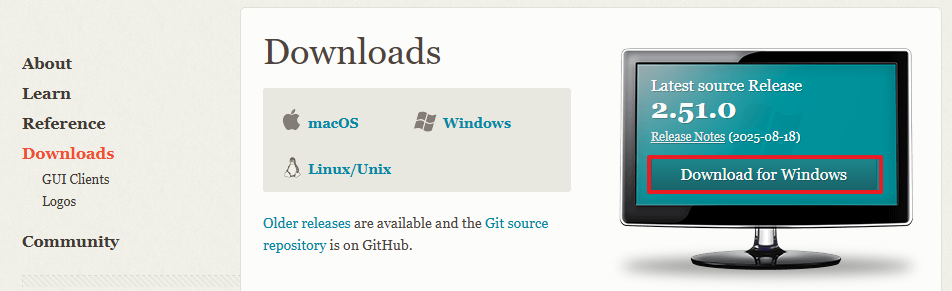 About
Learn
Reference
Downloads
GUI Clients
Logos
Community
Downloads
macOS
Windows
Linux/Unix
Older releases are available and the Git source
repository is on GitHub.
Latest source Release
2.51.0
Release Notes (2025-08-18)
Download for Windows